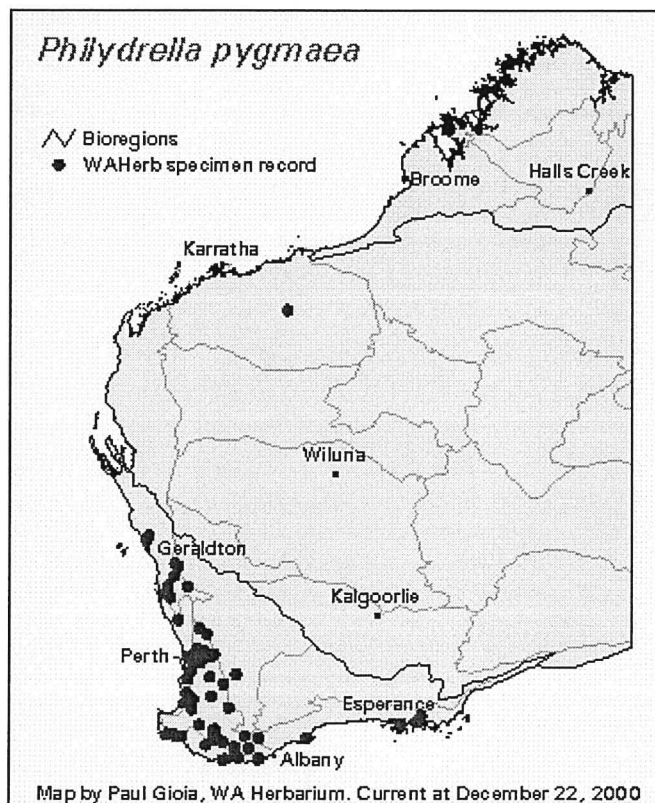 Philydrella pygmaea
Bioregions
WAHerb specimen record
Broome
Halls Creek
Karratha
Wiluna
Geraldton
Kalgoorlie
Perth
Esperance
Albany
Map by Paul Gioia, WA Herbarium. Current at December 22, 2000